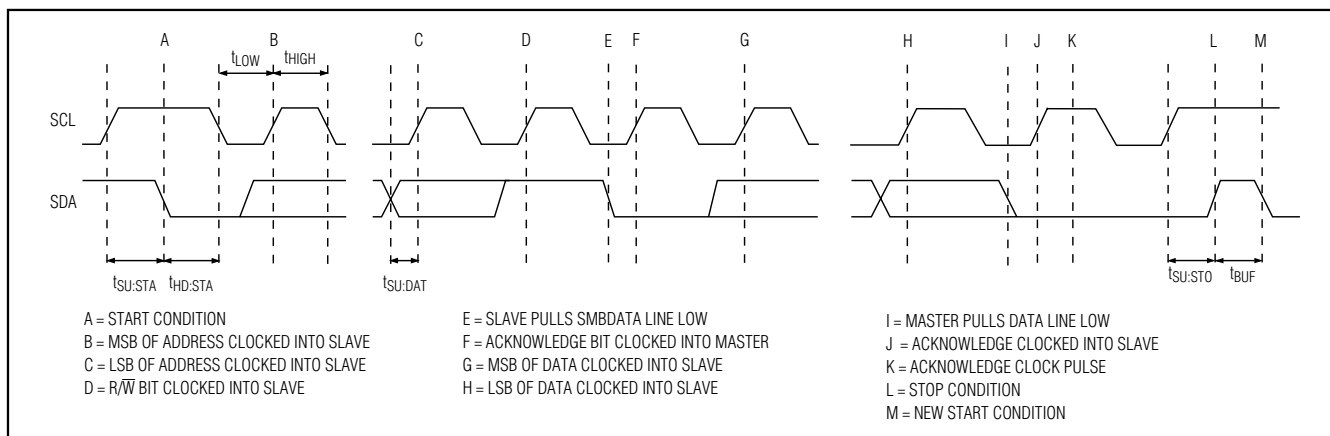 A B C D E F G H I J K L M
tLOW tHIGH
SCL
SDA
tSU:STA tHD:STA tSU:DAT tSU:STO tBUF
A = START CONDITION
B = MSB OF ADDRESS CLOCKED INTO SLAVE
C = LSB OF ADDRESS CLOCKED INTO SLAVE
D = R/W̅ BIT CLOCKED INTO SLAVE
E = SLAVE PULLS SMBDATA LINE LOW
F = ACKNOWLEDGE BIT CLOCKED INTO MASTER
G = MSB OF DATA CLOCKED INTO SLAVE
H = LSB OF DATA CLOCKED INTO SLAVE
I = MASTER PULLS DATA LINE LOW
J = ACKNOWLEDGE CLOCKED INTO SLAVE
K = ACKNOWLEDGE CLOCK PULSE
L = STOP CONDITION
M = NEW START CONDITION